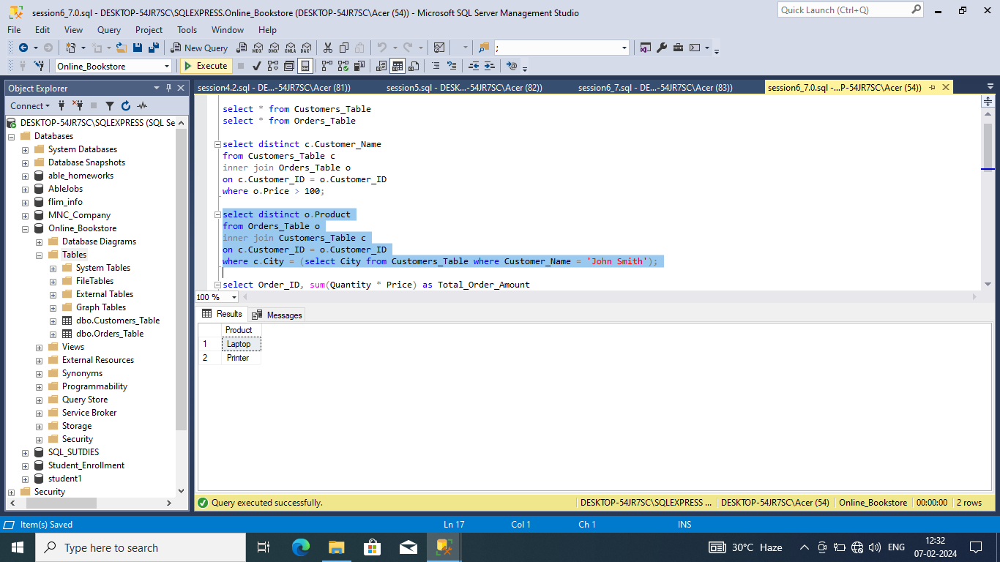 session6_7.0.sql - DESKTOP-54JR7SC\SQLEXPRESS.Online_Bookstore (DESKTOP-54JR7SC\Acer (54)) - Microsoft SQL Server Management Studio
Quick Launch (Ctrl+Q)
File Edit View Query Project Tools Window Help
New Query MDX DMX XMLA DAX ;
Online_Bookstore Execute
Object Explorer
session4.2.sql - DE...-54JR7SC\Acer (81)) session5.sql - DESK...-54JR7SC\Acer (82)) session6_7.sql - DE...-54JR7SC\Acer (83)) session6_7.0.sql -...P-54JR7SC\Acer (54))
Connect
DESKTOP-54JR7SC\SQLEXPRESS (SQL Se
Databases
System Databases
Database Snapshots
able_homeworks
AbleJobs
flim_info
MNC_Company
Online_Bookstore
Database Diagrams
Tables
System Tables
FileTables
External Tables
Graph Tables
dbo.Customers_Table
dbo.Orders_Table
Views
External Resources
Synonyms
Programmability
Query Store
Service Broker
Storage
Security
SQL_SUTDIES
Student_Enrollment
student1
Security
select * from Customers_Table
select * from Orders_Table
select distinct c.Customer_Name
from Customers_Table c
inner join Orders_Table o
on c.Customer_ID = o.Customer_ID
where o.Price > 100;
select distinct o.Product
from Orders_Table o
inner join Customers_Table c
on c.Customer_ID = o.Customer_ID
where c.City = (select City from Customers_Table where Customer_Name = 'John Smith');
select Order_ID, sum(Quantity * Price) as Total_Order_Amount
100 %
Results Messages
Product
1 Laptop
2 Printer
Query executed successfully. DESKTOP-54JR7SC\SQLEXPRESS ... DESKTOP-54JR7SC\Acer (54) Online_Bookstore 00:00:00 2 rows
Item(s) Saved Ln 17 Col 1 Ch 1 INS
Type here to search 30°C Haze ENG 12:32
07-02-2024